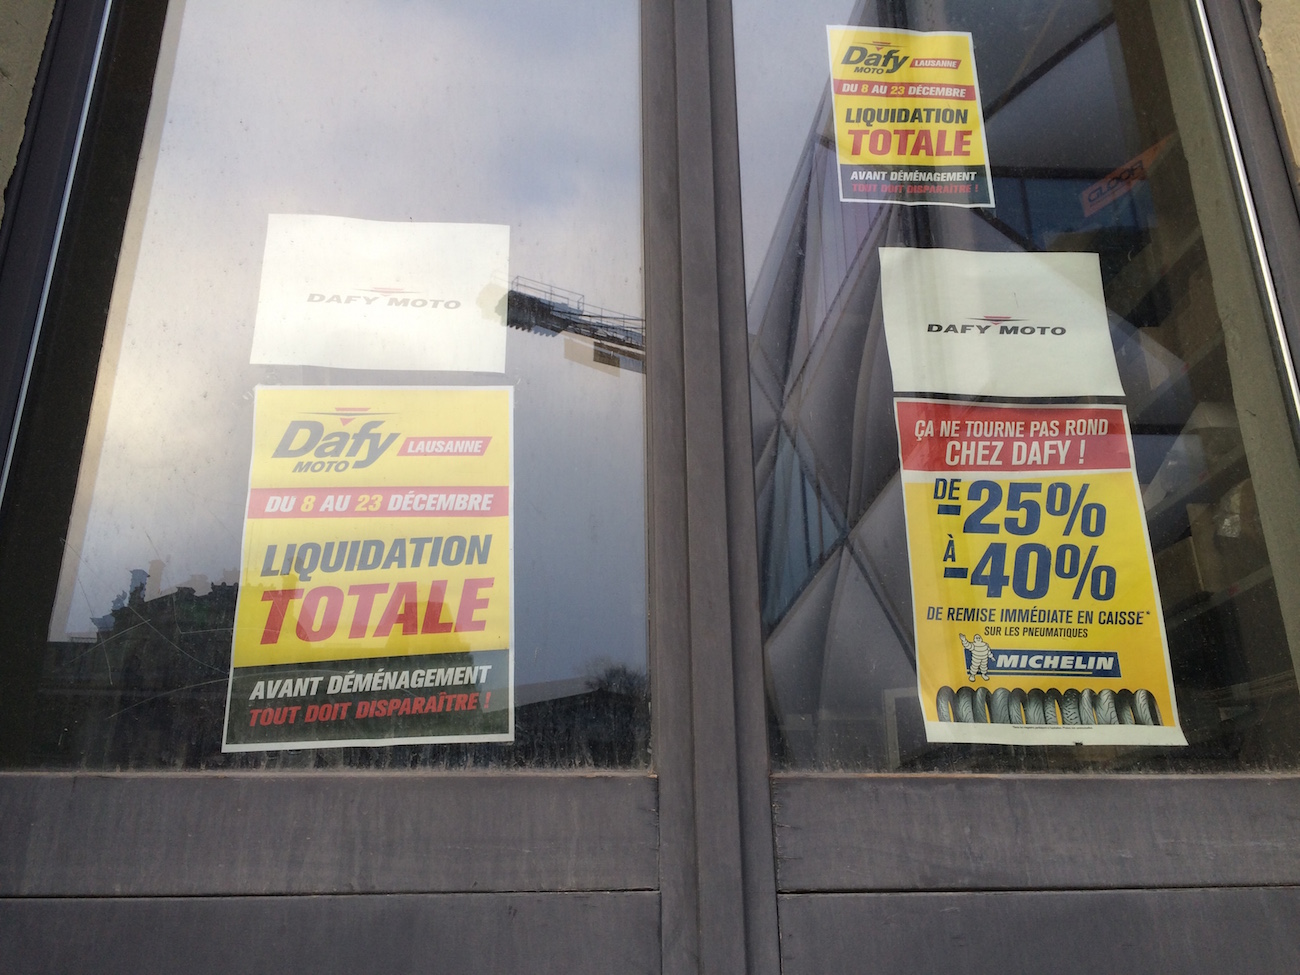 DAFY MOTO
Dafy
MOTO
LAUSANNE
DU 8 AU 23 DÉCEMBRE
LIQUIDATION
TOTALE
AVANT DÉMÉNAGEMENT
TOUT DOIT DISPARAÎTRE !
Dafy
MOTO
LAUSANNE
DU 8 AU 23 DÉCEMBRE
LIQUIDATION
TOTALE
AVANT DÉMÉNAGEMENT
TOUT DOIT DISPARAÎTRE !
DAFY MOTO
ÇA NE TOURNE PAS ROND
CHEZ DAFY !
DE
-25%
À
-40%
DE REMISE IMMÉDIATE EN CAISSE*
SUR LES PNEUMATIQUES
MICHELIN